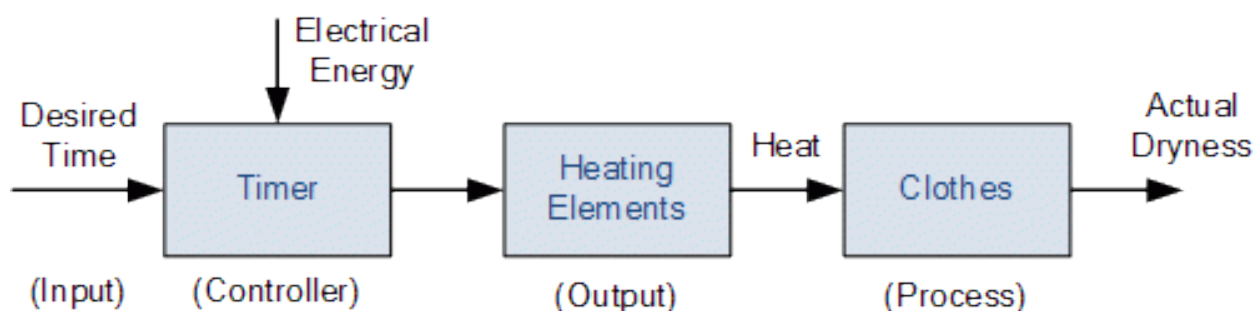 Electrical
Energy
Desired
Time
Timer
Heating
Elements
Heat
Clothes
Actual
Dryness
(Input)
(Controller)
(Output)
(Process)